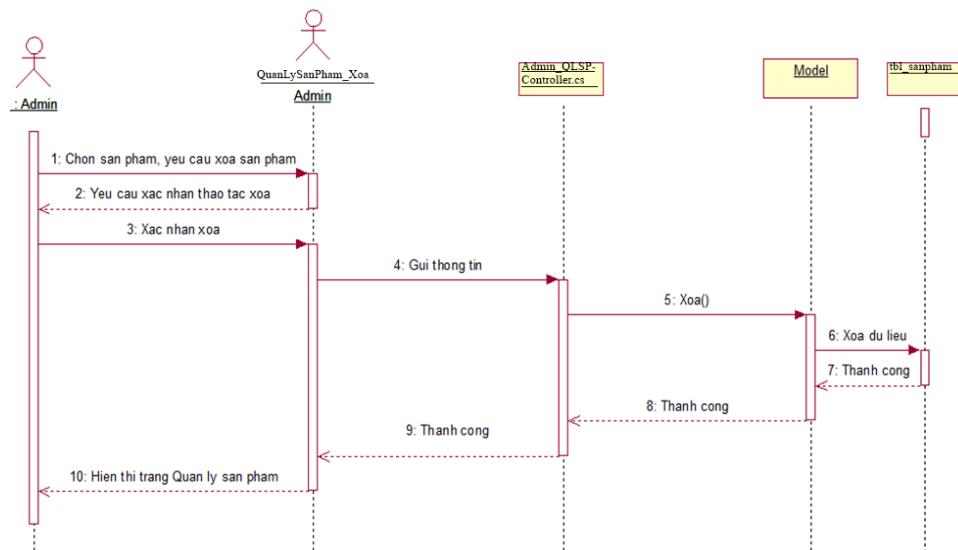 QuanLySanPham_Xoa
Admin_QLSP-
Controller.cs
Model
tbl_sanpham
: Admin
Admin
1: Chon san pham, yeu cau xoa san pham
2: Yeu cau xac nhan thao tac xoa
3: Xac nhan xoa
4: Gui thong tin
5: Xoa()
6: Xoa du lieu
7: Thanh cong
8: Thanh cong
9: Thanh cong
10: Hien thi trang Quan ly san pham